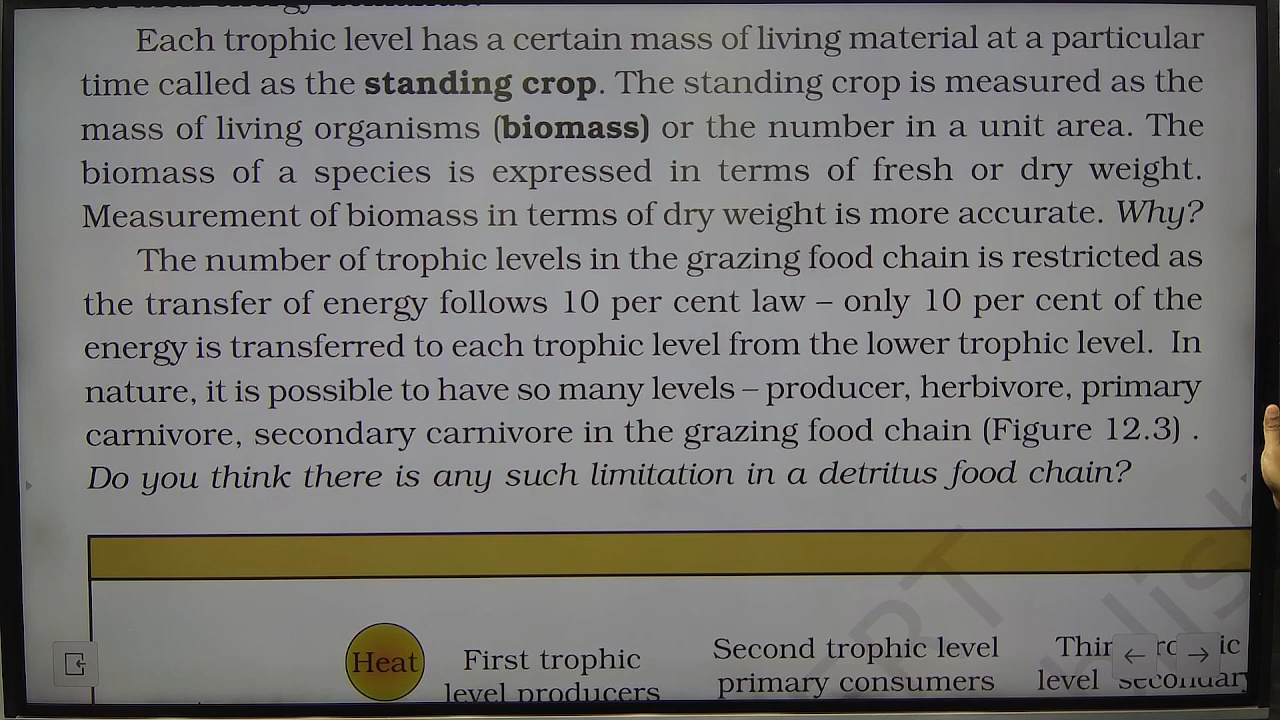 Each trophic level has a certain mass of living material at a particular
time called as the standing crop. The standing crop is measured as the
mass of living organisms (biomass) or the number in a unit area. The
biomass of a species is expressed in terms of fresh or dry weight.
Measurement of biomass in terms of dry weight is more accurate. Why?
The number of trophic levels in the grazing food chain is restricted as
the transfer of energy follows 10 per cent law – only 10 per cent of the
energy is transferred to each trophic level from the lower trophic level. In
nature, it is possible to have so many levels – producer, herbivore, primary
carnivore, secondary carnivore in the grazing food chain (Figure 12.3) .
Do you think there is any such limitation in a detritus food chain?
Heat
First trophic
level producers
Second trophic level
primary consumers
level secondary